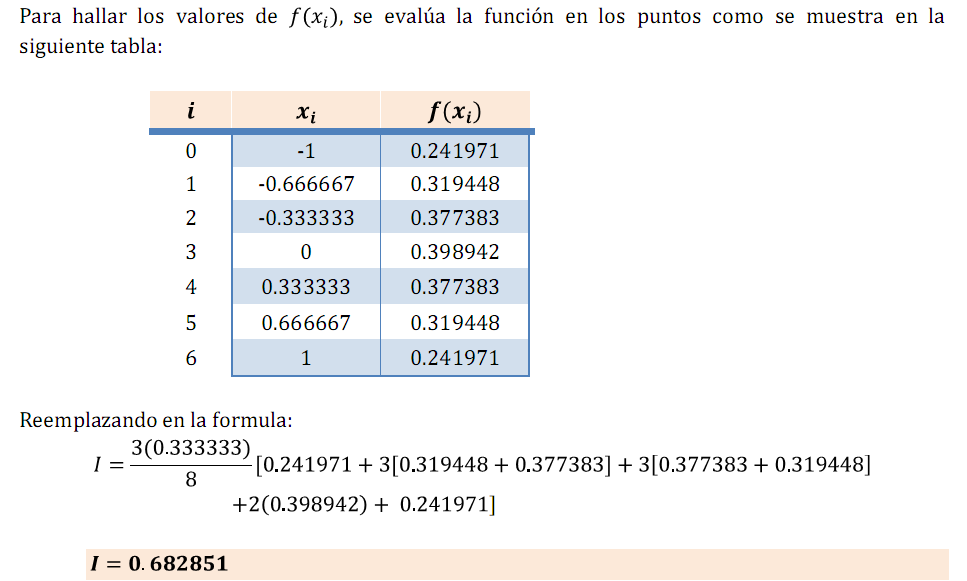 Para hallar los valores de f(xᵢ), se evalúa la función en los puntos como se muestra en la
siguiente tabla:
i xᵢ f(xᵢ)
0 -1 0.241971
1 -0.666667 0.319448
2 -0.333333 0.377383
3 0 0.398942
4 0.333333 0.377383
5 0.666667 0.319448
6 1 0.241971
Reemplazando en la formula:
I = 3(0.333333)/8 [0.241971 + 3[0.319448 + 0.377383] + 3[0.377383 + 0.319448]
+2(0.398942) + 0.241971]
I = 0.682851